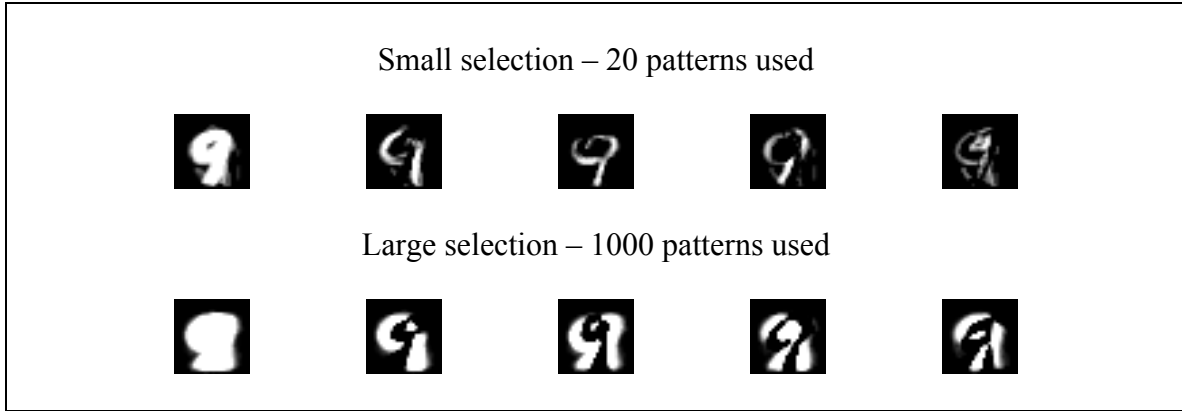 Small selection – 20 patterns used
Large selection – 1000 patterns used